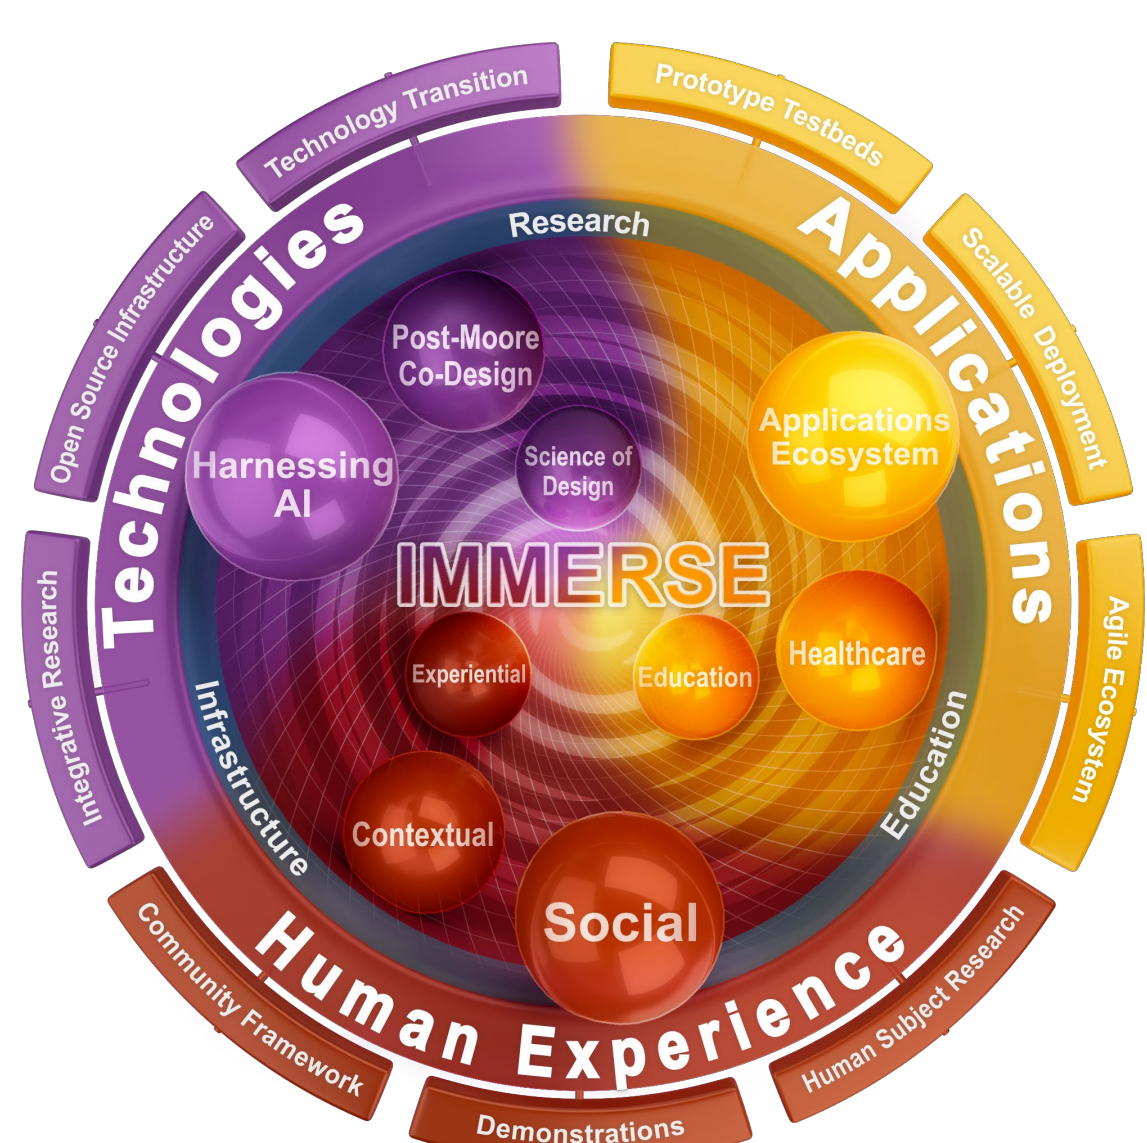 Technology Transition
Prototype Testbeds
Open Source Infrastructure
Scalable Deployment
Technologies
Applications
Research
Post-Moore
Co-Design
Harnessing
AI
Science of
Design
Applications
Ecosystem
IMMERSE
Integrative Research
Agile Ecosystem
Experiential
Education
Healthcare
Infrastructure
Education
Contextual
Social
Human Experience
Community Framework
Human Subject Research
Demonstrations